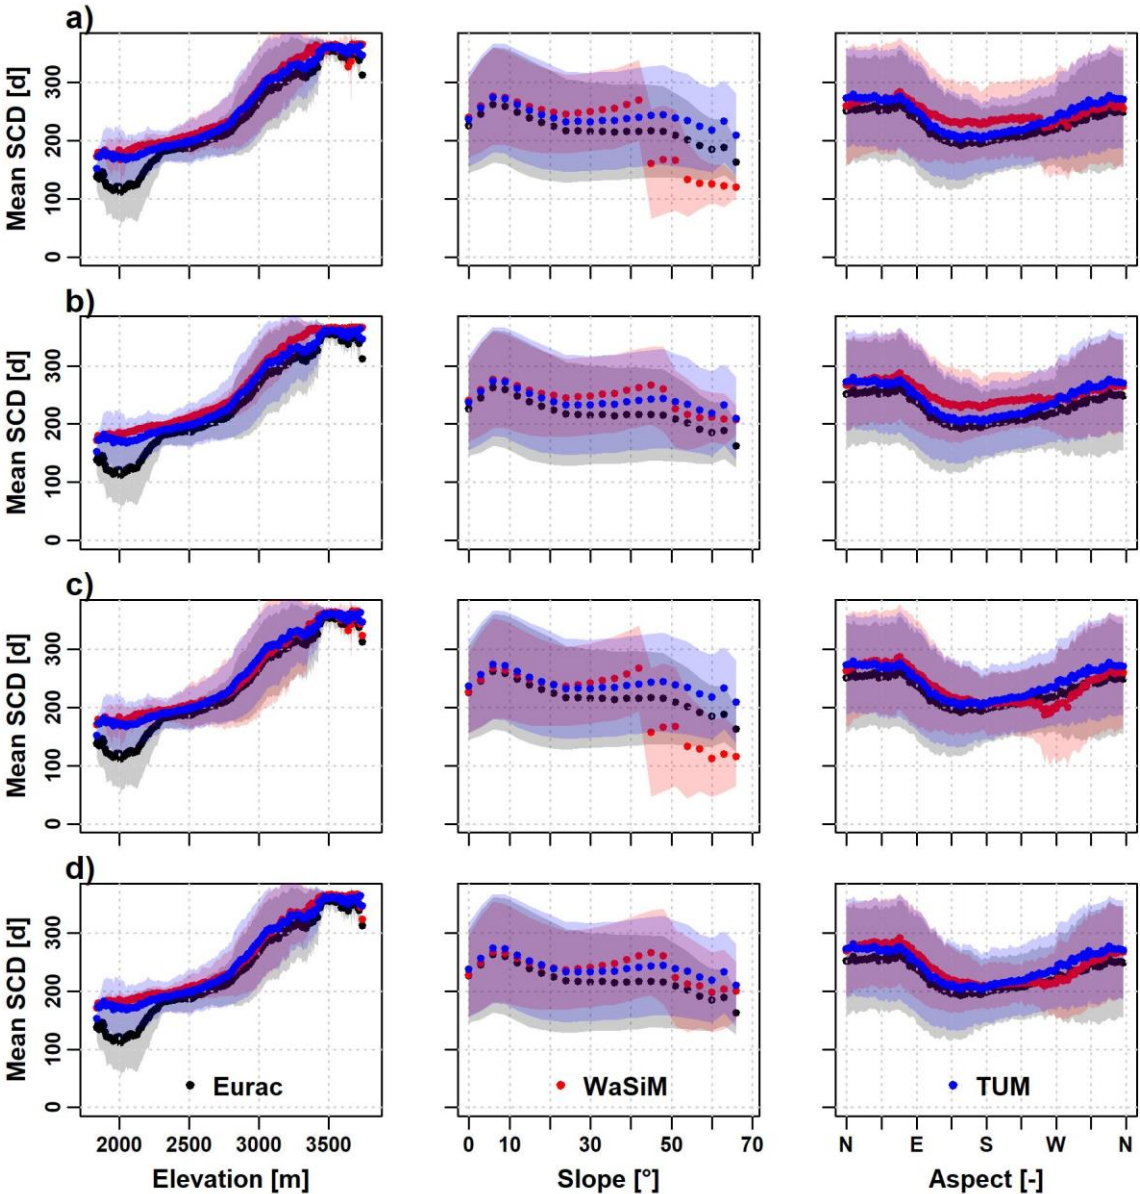 a)
Mean SCD [d]
0 100 200 300
b)
Mean SCD [d]
0 100 200 300
c)
Mean SCD [d]
0 100 200 300
d)
Mean SCD [d]
0 100 200 300
Eurac
WaSiM
TUM
2000 2500 3000 3500
0 10 30 50 70
N E S W N
Elevation [m]
Slope [°]
Aspect [-]